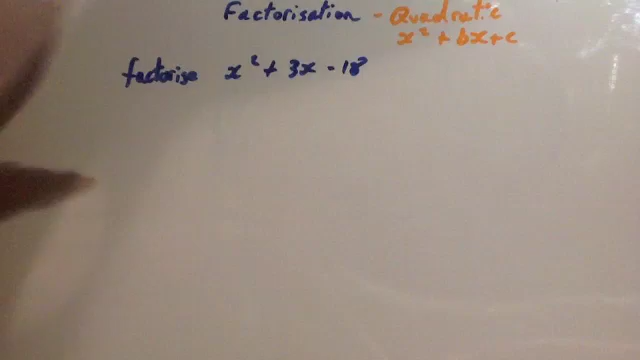 Factorisation - Quadratic
x² + bx + c
factorise x² + 3x - 18